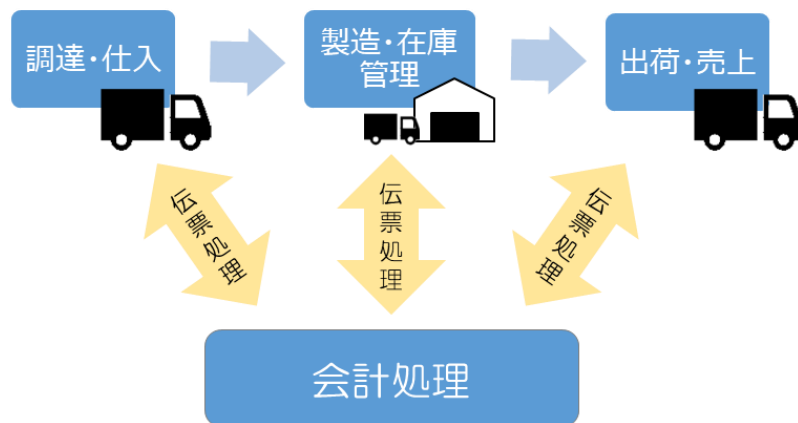 調達・仕入
製造・在庫
管理
出荷・売上
伝票処理
伝票処理
伝票処理
会計処理